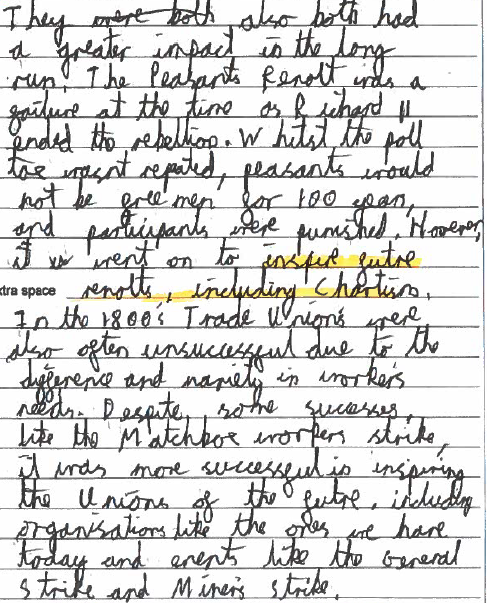 They were both also both had
a greater impact in the long
run. The Peasants Revolt was a
failure at the time as Richard II
ended the rebellion. Whilst the poll
tax wasnt repeated, peasants would
not be free men for 100 years,
and participants were punished. However,
it went on to inspire futre
xtra space
revolts, including Chartism.
In the 1800's Trade Unions were
also often unsuccessful due to the
difference and variety in workers
needs. Despite, some successes,
like the Matchbox workers strike,
it was more successful in inspiring
the Unions of the futre, including
organisations like the ones we have
today and events like the General
Strike and Miners Strike.